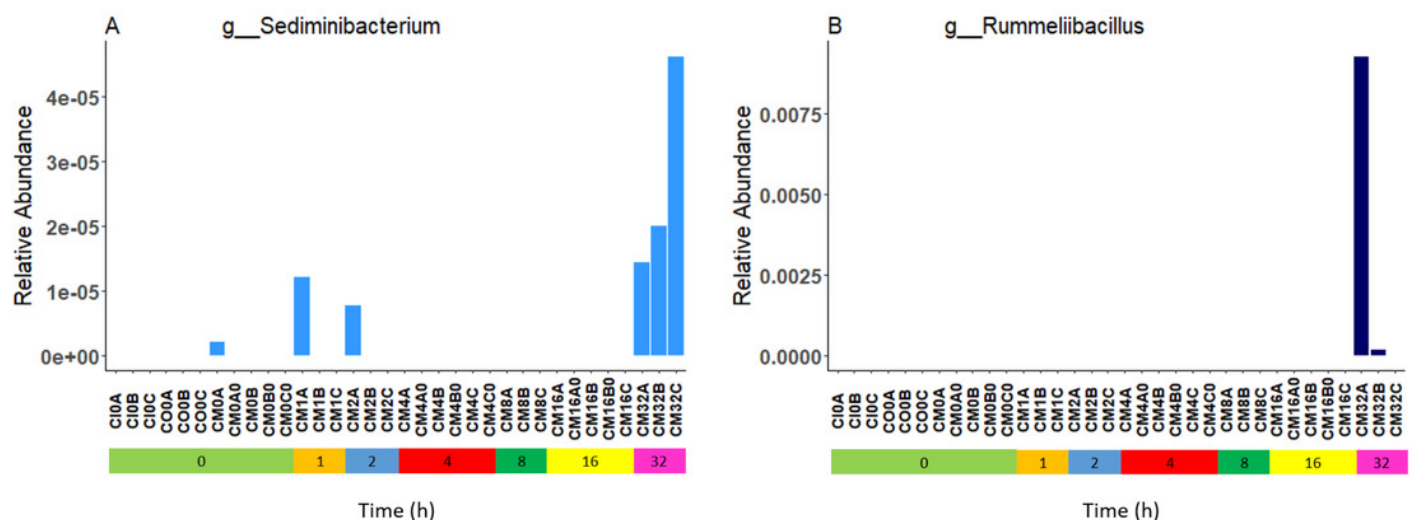 A g__Sediminibacterium
Relative Abundance
4e-05
3e-05
2e-05
1e-05
0e+00
CI0A CI0B CI0C CO0A CO0B CO0C CM0A CM0A0 CM0B CM0B0 CM0C0 CM1A CM1B CM1C CM2A CM2B CM2C CM4A CM4A0 CM4B CM4B0 CM4C CM4C0 CM8A CM8B CM8C CM16A CM16A0 CM16B CM16B0 CM16C CM32A CM32B CM32C
0 1 2 4 8 16 32
Time (h)
B g__Rummeliibacillus
Relative Abundance
0.0075
0.0050
0.0025
0.0000
CI0A CI0B CI0C CO0A CO0B CO0C CM0A CM0A0 CM0B CM0B0 CM0C0 CM1A CM1B CM1C CM2A CM2B CM2C CM4A CM4A0 CM4B CM4B0 CM4C CM4C0 CM8A CM8B CM8C CM16A CM16A0 CM16B CM16B0 CM16C CM32A CM32B CM32C
0 1 2 4 8 16 32
Time (h)